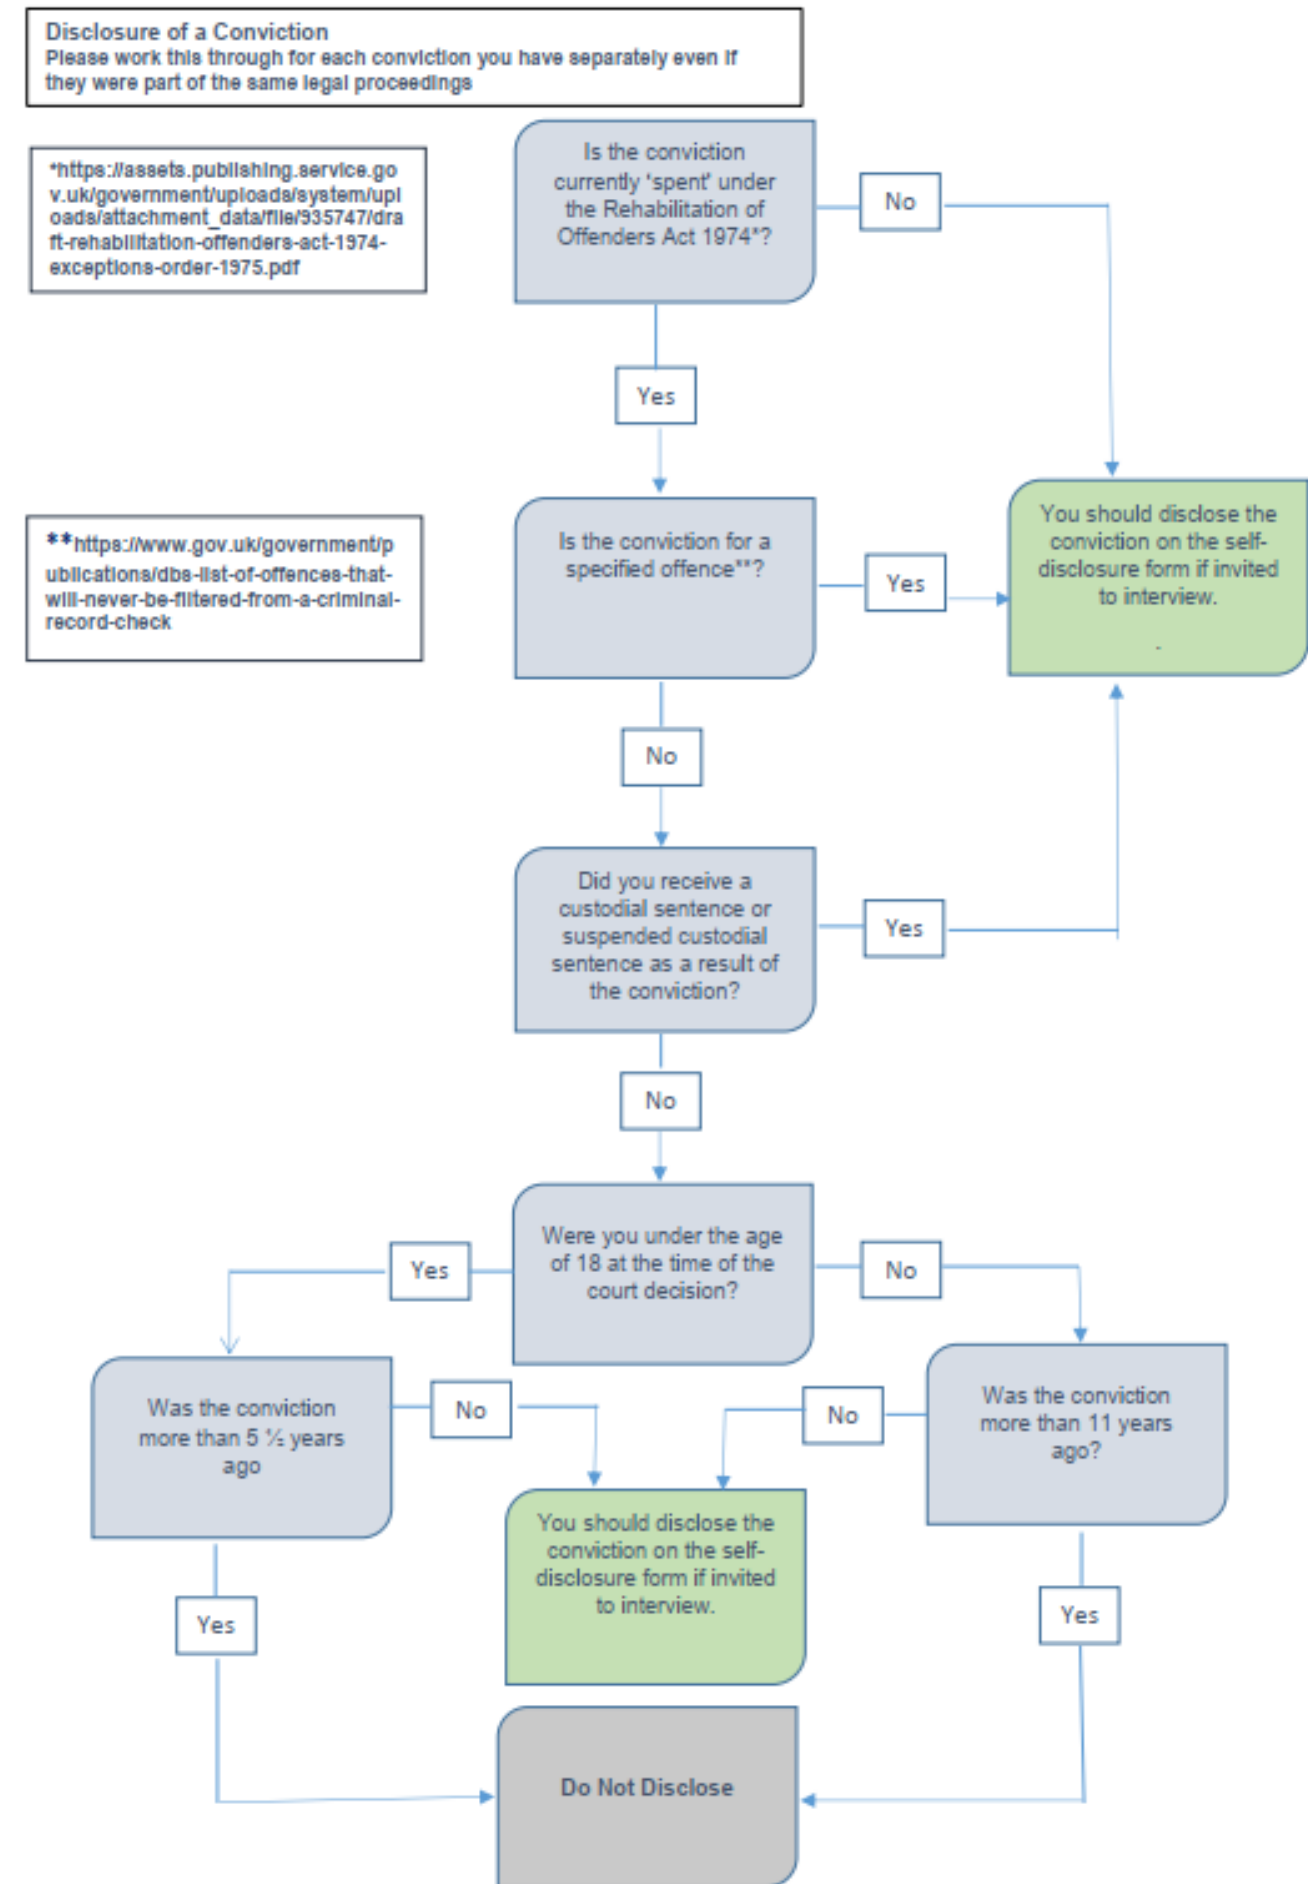 Disclosure of a Conviction
Please work this through for each conviction you have separately even if
they were part of the same legal proceedings
*https://assets.publishing.service.go
v.uk/government/uploads/system/upl
oads/attachment_data/file/935747/dra
ft-rehabilitation-offenders-act-1974-
exceptions-order-1975.pdf
Is the conviction
currently ‘spent’ under
the Rehabilitation of
Offenders Act 1974*?
No
Yes
**https://www.gov.uk/government/p
ublications/dbs-list-of-offences-that-
will-never-be-filtered-from-a-criminal-
record-check
Is the conviction for a
specified offence**?
Yes
You should disclose the
conviction on the self-
disclosure form if invited
to interview.
.
No
Did you receive a
custodial sentence or
suspended custodial
sentence as a result of
the conviction?
Yes
No
Were you under the age
of 18 at the time of the
court decision?
Yes
No
Was the conviction
more than 5 ½ years
ago
No
No
Was the conviction
more than 11 years
ago?
You should disclose the
conviction on the self-
disclosure form if invited
to interview.
Yes
Yes
Do Not Disclose